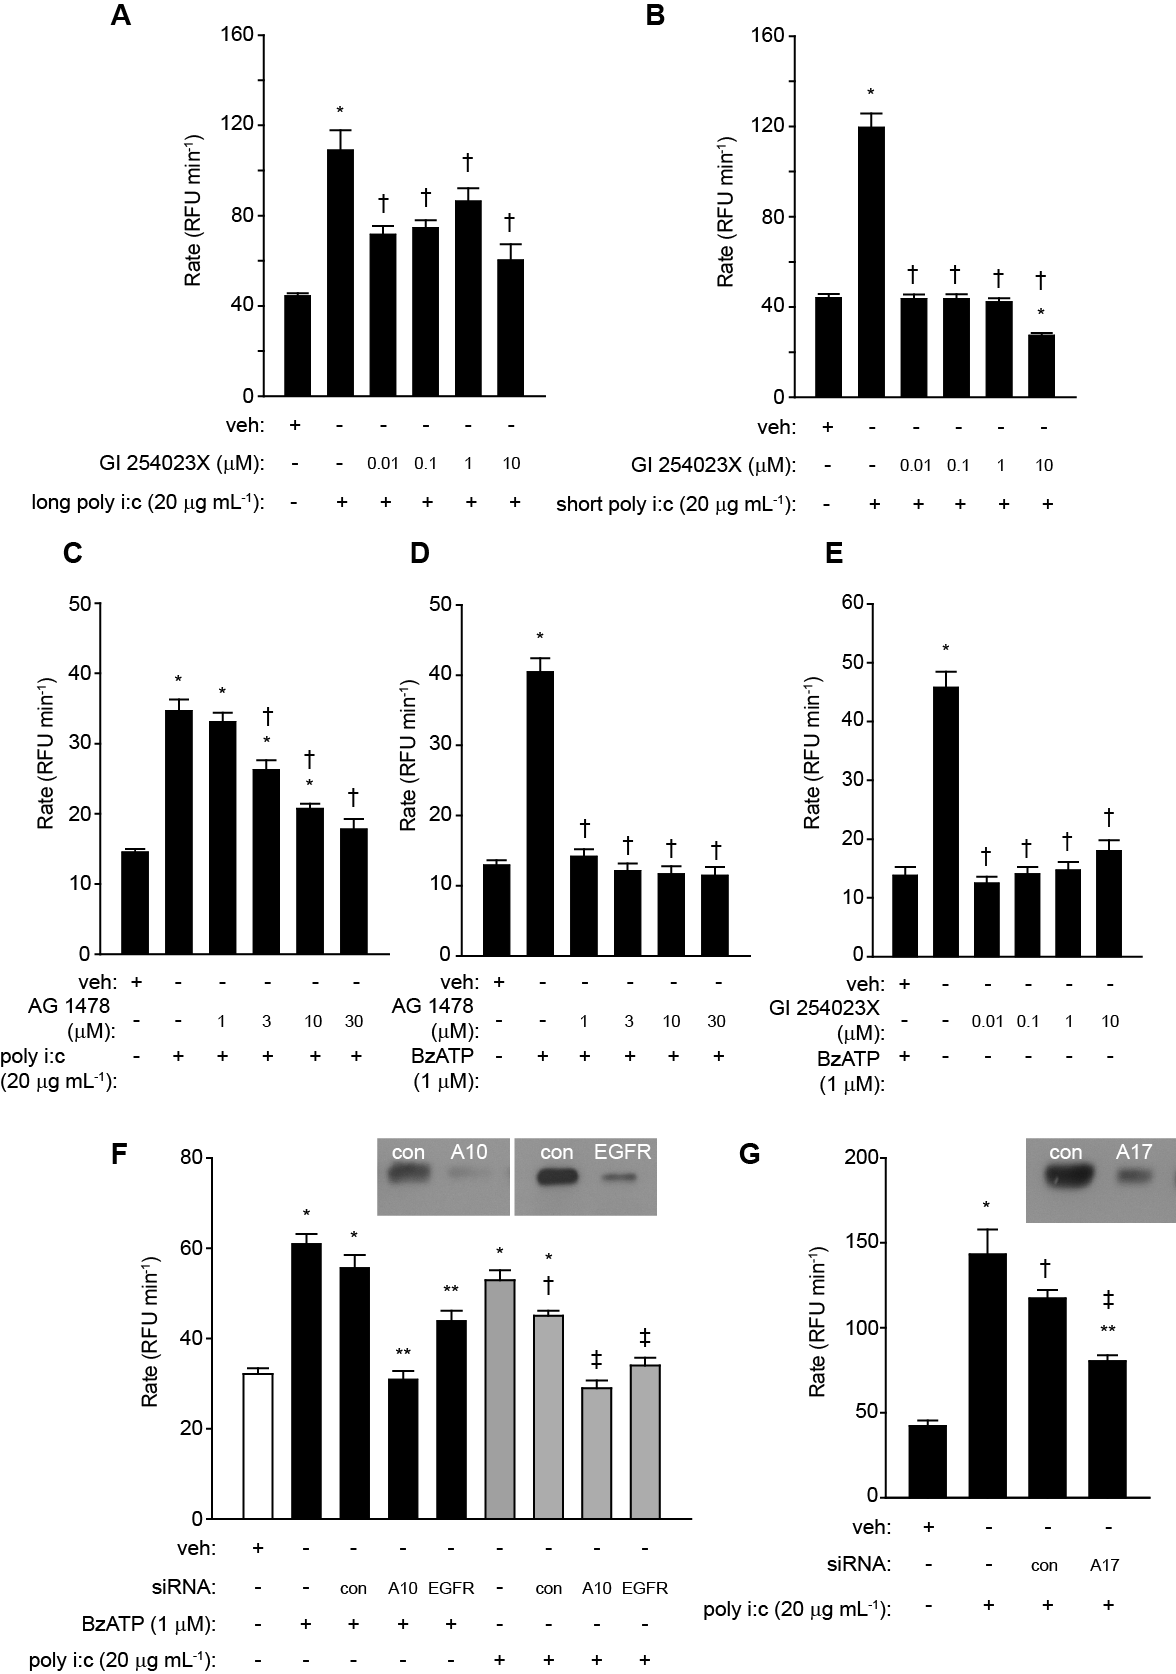 A
160
120
80
40
0
Rate (RFU min-1)
*
†
†
†
†
veh: + - - - - -
GI 254023X (μM): - - 0.01 0.1 1 10
long poly i:c (20 μg mL-1): - + + + + +
B
160
120
80
40
0
Rate (RFU min-1)
*
† † † †
*
veh: + - - - - -
GI 254023X (μM): - - 0.01 0.1 1 10
short poly i:c (20 μg mL-1): - + + + + +
C
50
40
30
20
10
0
Rate (RFU min-1)
* *
†
*
†
*
†
veh: + - - - - -
AG 1478
(μM): - - 1 3 10 30
poly i:c - + + + + +
(20 μg mL-1):
D
50
40
30
20
10
0
Rate (RFU min-1)
*
† † † †
veh: + - - - - -
AG 1478
(μM): - - 1 3 10 30
BzATP - + + + + +
(1 μM):
E
60
50
40
30
20
10
0
Rate (RFU min-1)
*
† † † †
veh: + - - - - -
GI 254023X
(μM): - - 0.01 0.1 1 10
BzATP + - - - - -
(1 μM):
F
80
60
40
20
0
Rate (RFU min-1)
con A10
con EGFR
* * ** ** *
*
†
‡ ‡
veh: + - - - - - - - -
siRNA: - - con A10 EGFR - con A10 EGFR
BzATP (1 μM): - + + + + - - - -
poly i:c (20 μg mL-1): - - - - - + + + +
G
200
150
100
50
0
Rate (RFU min-1)
con A17
*
†
‡
**
veh: + - - -
siRNA: - - con A17
poly i:c (20 μg mL-1): - + + +